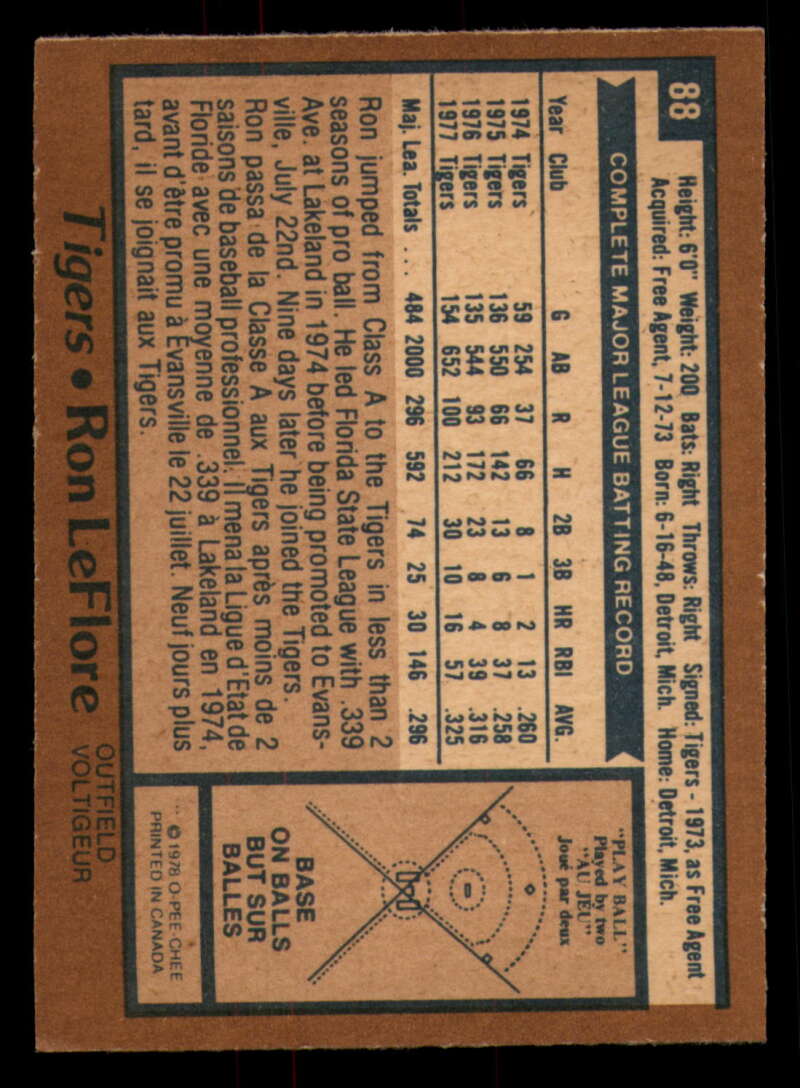 88
Height: 6'0" Weight: 200 Bats: Right Throws: Right Signed: Tigers - 1973, as Free Agent
Acquired: Free Agent, 7-12-73 Born: 6-16-48, Detroit, Mich. Home: Detroit, Mich.
COMPLETE MAJOR LEAGUE BATTING RECORD
Year Club G AB R H 2B 3B HR RBI AVG.
1974 Tigers 59 254 37 66 8 1 2 13 .260
1975 Tigers 136 550 66 142 13 6 8 37 .258
1976 Tigers 135 544 93 172 23 8 4 39 .316
1977 Tigers 154 652 100 212 30 10 16 57 .325
Maj. Lea. Totals ... 484 2000 296 592 74 25 30 146 .296
Ron jumped from Class A to the Tigers in less than 2
seasons of pro ball. He led Florida State League with .339
Ave. at Lakeland in 1974 before being promoted to Evans-
ville, July 22nd. Nine days later he joined the Tigers.
Ron passa de la Classe A aux Tigers après moins de 2
saisons de baseball professionnel. il mena la Ligue d'Etat de
Floride avec une moyenne de .339 à Lakeland en 1974,
avant d'être promu à Évansville le 22 juillet. Neuf jours plus
tard, il se joignait aux Tigers.
"PLAY BALL"
Played by two
"AU JEU"
Joué par deux
BASE
ON BALLS
BUT SUR
BALLES
© 1978 O-PEE-CHEE
PRINTED IN CANADA
Tigers • Ron LeFlore
OUTFIELD
VOLTIGEUR